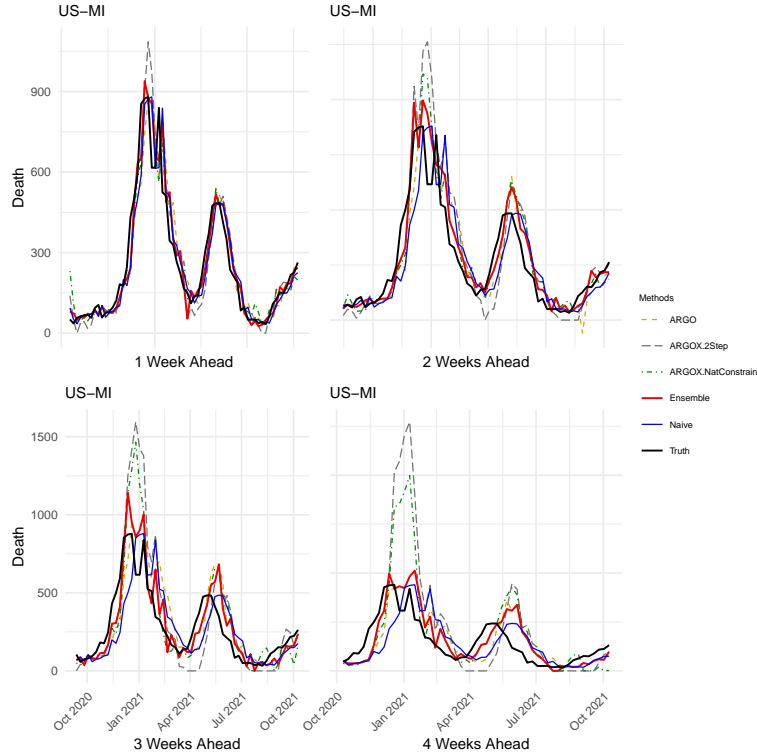 US−MI
US−MI
900
600
300
0
Death
1 Week Ahead
2 Weeks Ahead
Methods
ARGO
ARGOX.2Step
ARGOX.NatConstrain
Ensemble
Naive
Truth
US−MI
US−MI
1500
1000
500
0
Death
Oct 2020
Jan 2021
Apr 2021
Jul 2021
Oct 2021
Oct 2020
Jan 2021
Apr 2021
Jul 2021
Oct 2021
3 Weeks Ahead
4 Weeks Ahead